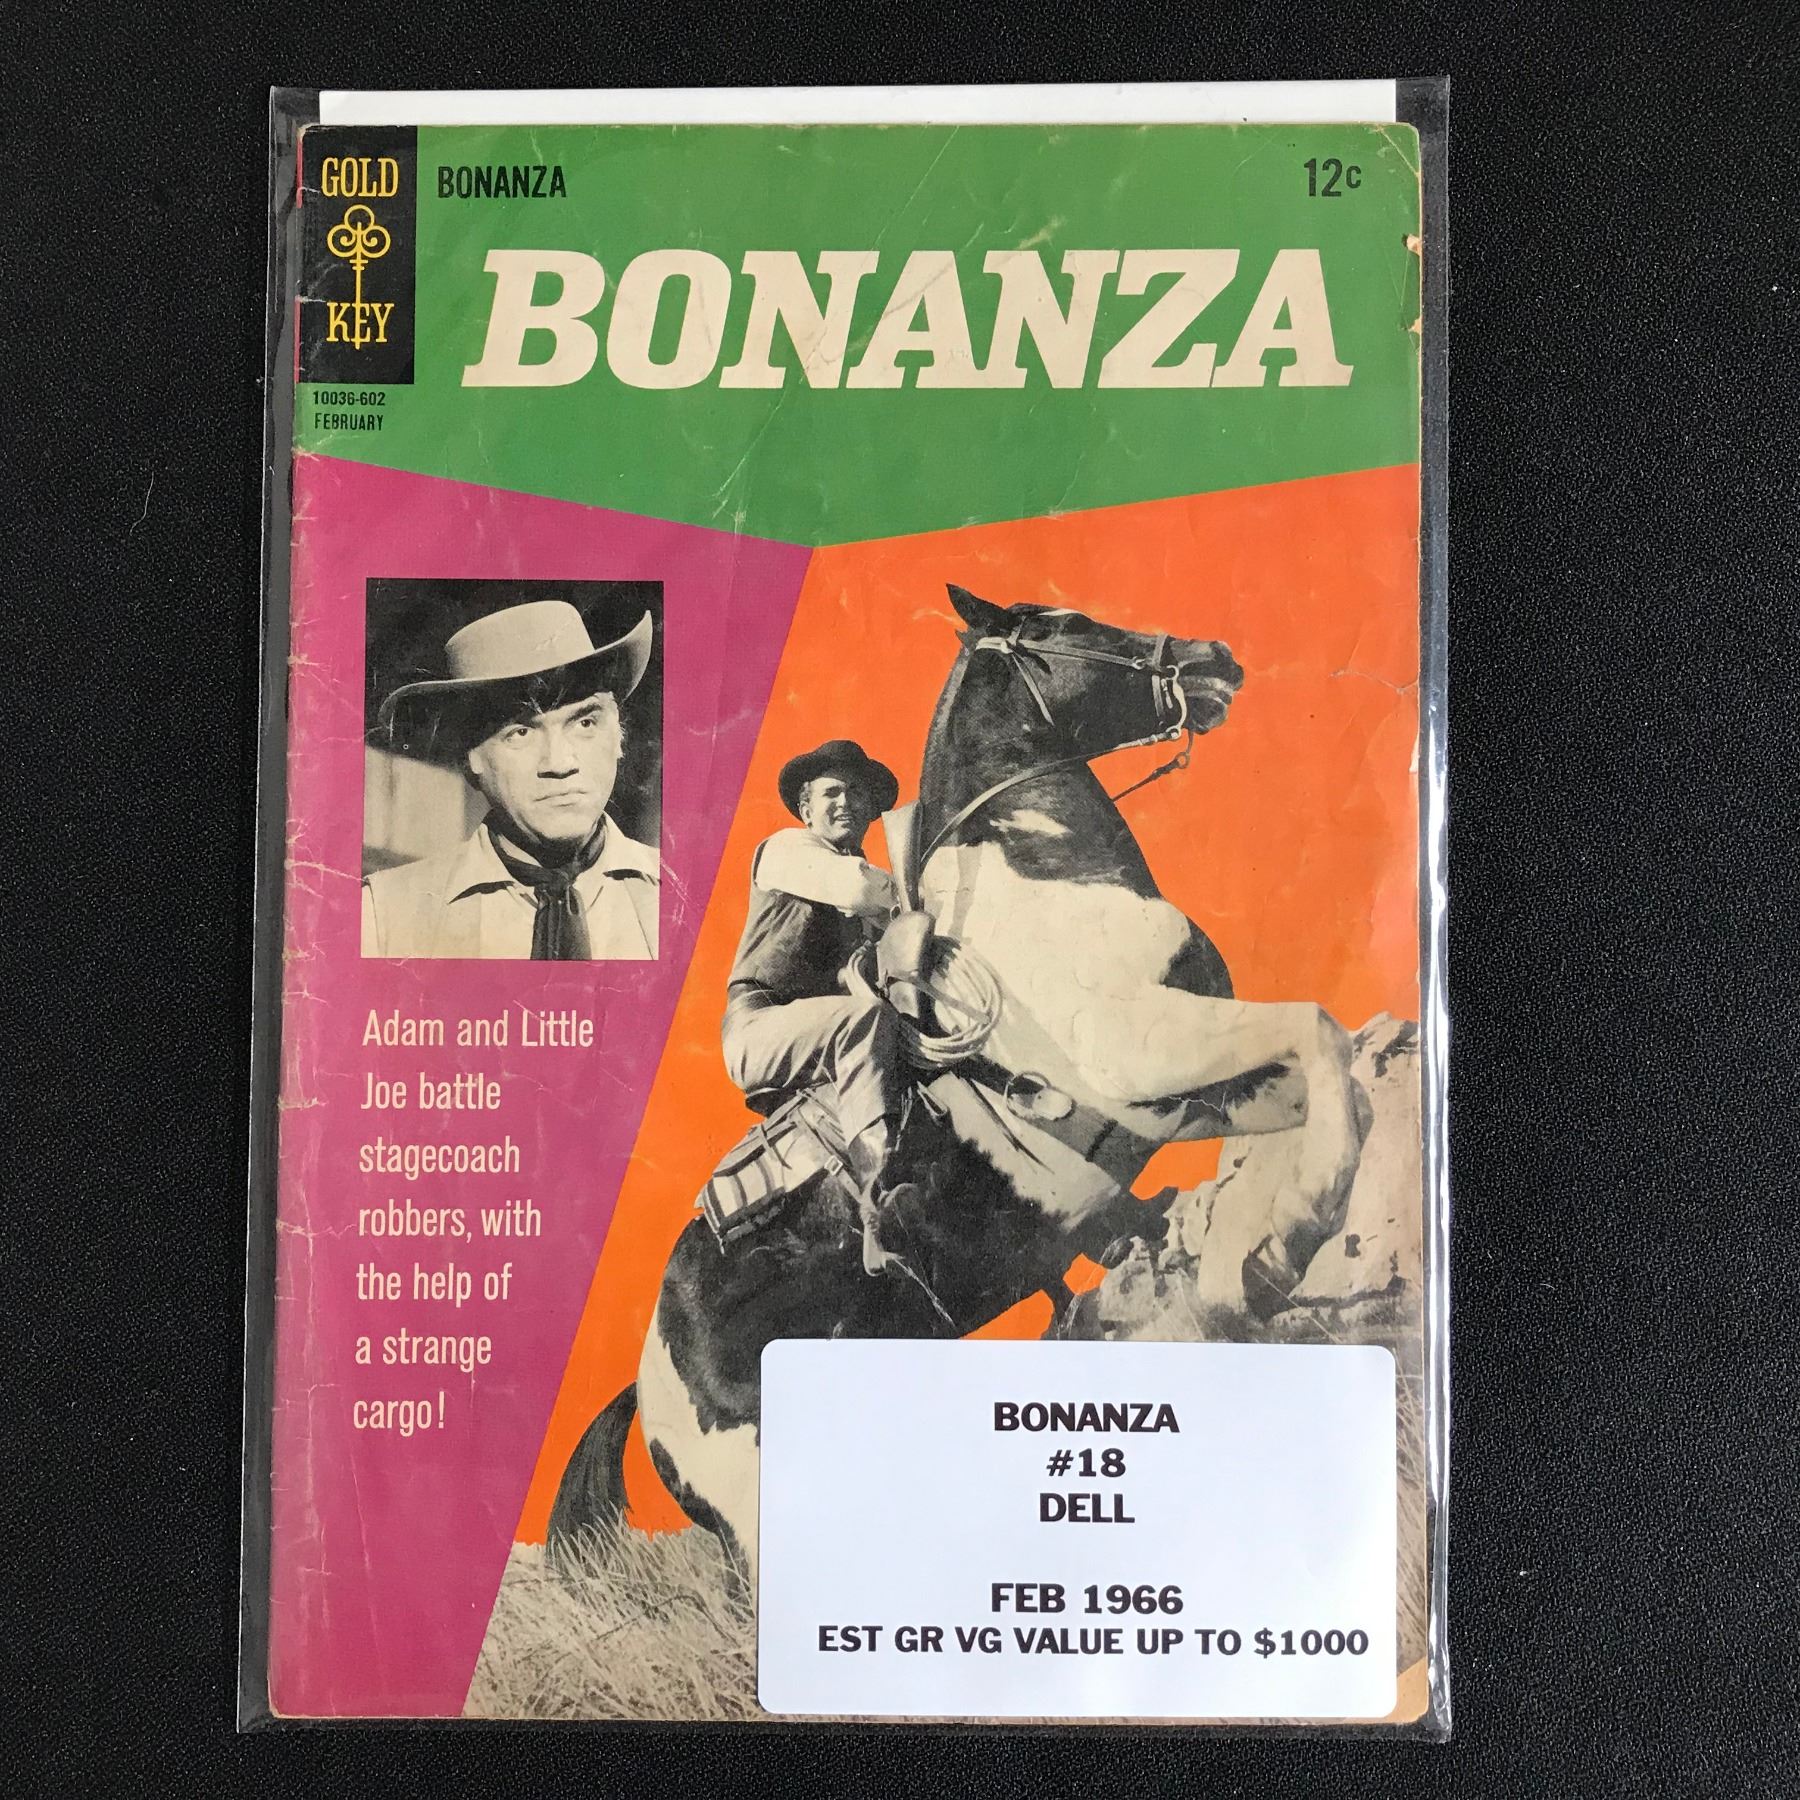 GOLD
KEY
BONANZA
12c
BONANZA
10036-602
FEBRUARY
Adam and Little
Joe battle
stagecoach
robbers, with
the help of
a strange
cargo!
BONANZA
#18
DELL
FEB 1966
EST GR VG VALUE UP TO $1000